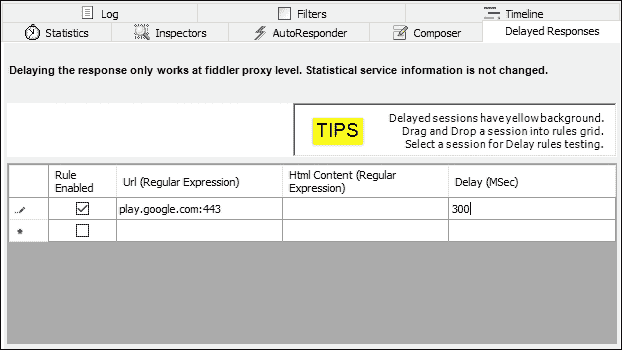 Log Filters Timeline
Statistics Inspectors AutoResponder Composer Delayed Responses
Delaying the response only works at fiddler proxy level. Statistical service information is not changed.
TIPS
Delayed sessions have yellow background.
Drag and Drop a session into rules grid.
Select a session for Delay rules testing.
Rule Enabled Url (Regular Expression) Html Content (Regular Expression) Delay (MSec)
play.google.com:443 300